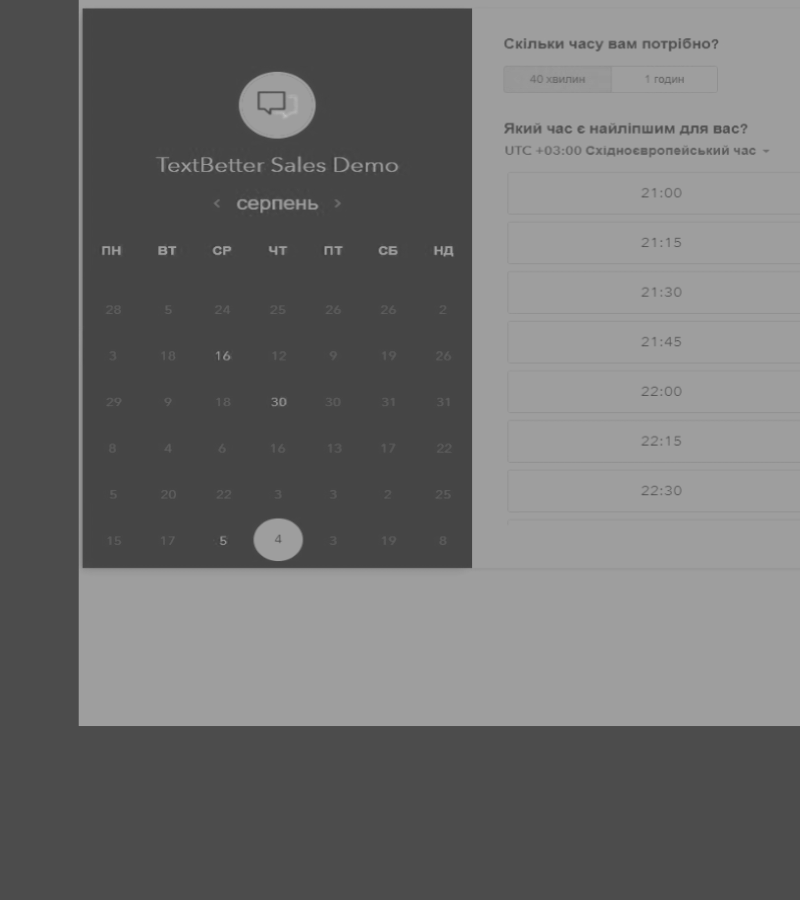 TextBetter Sales Demo
< серпень >
ПН ВТ СР ЧТ ПТ СБ НД
28 5 24 25 26 26 2
3 18 16 12 9 19 26
29 9 18 30 30 31 31
8 4 6 16 13 17 22
5 20 22 3 3 2 25
15 17 5 4 3 19 8
Скільки часу вам потрібно?
40 хвилин 1 годин
Який час є найліпшим для вас?
UTC +03:00 Східноєвропейський час
21:00
21:15
21:30
21:45
22:00
22:15
22:30